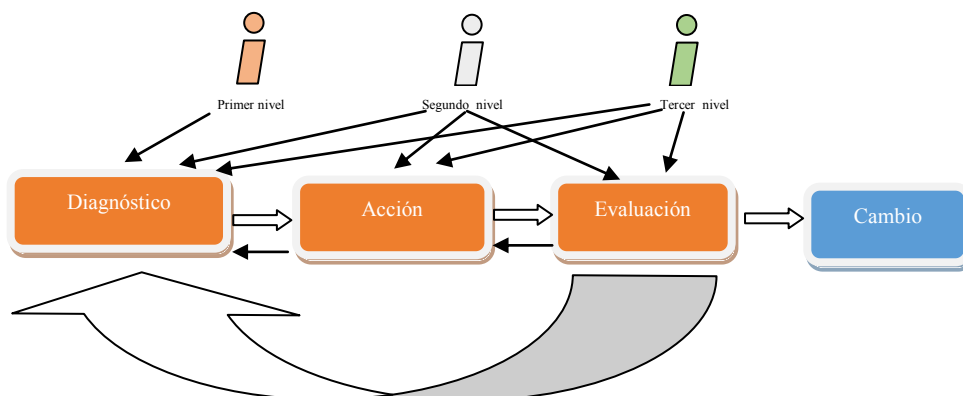 Primer nivel
Segundo nivel
Tercer nivel
Diagnóstico
Acción
Evaluación
Cambio